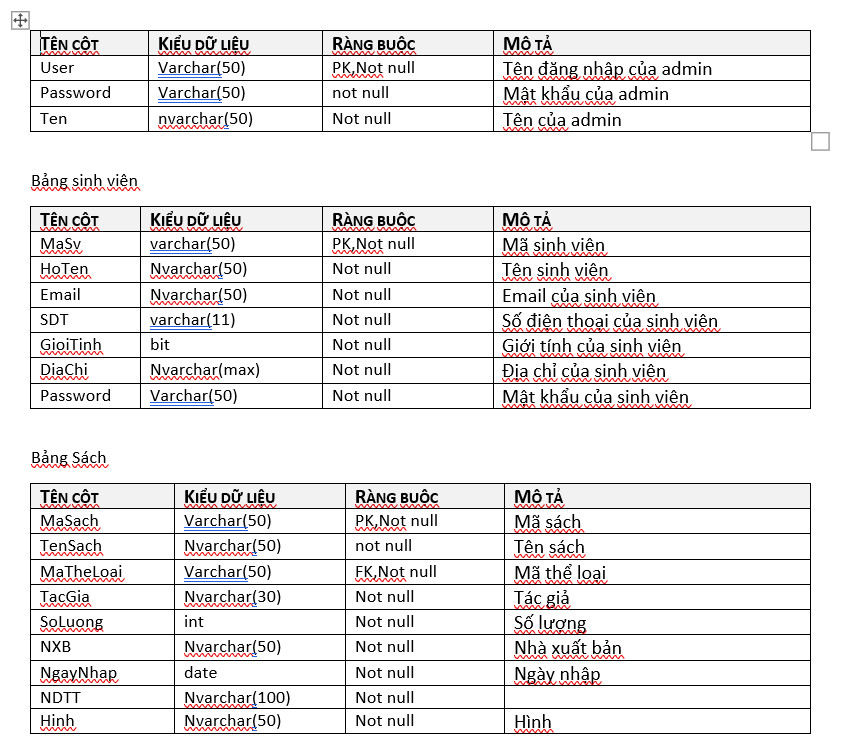 TÊN CỘT KIỂU DỮ LIỆU RÀNG BUỘC MÔ TẢ
User Varchar(50) PK,Not null Tên đăng nhập của admin
Password Varchar(50) not null Mật khẩu của admin
Ten nvarchar(50) Not null Tên của admin
Bảng sinh viên
TÊN CỘT KIỂU DỮ LIỆU RÀNG BUỘC MÔ TẢ
MaSv varchar(50) PK,Not null Mã sinh viên
HoTen Nvarchar(50) Not null Tên sinh viên
Email Nvarchar(50) Not null Email của sinh viên
SDT varchar(11) Not null Số điện thoại của sinh viên
GioiTinh bit Not null Giới tính của sinh viên
DiaChi Nvarchar(max) Not null Địa chỉ của sinh viên
Password Varchar(50) Not null Mật khẩu của sinh viên
Bảng Sách
TÊN CỘT KIỂU DỮ LIỆU RÀNG BUỘC MÔ TẢ
MaSach Varchar(50) PK,Not null Mã sách
TenSach Nvarchar(50) not null Tên sách
MaTheLoai Varchar(50) FK,Not null Mã thể loại
TacGia Nvarchar(30) Not null Tác giả
SoLuong int Not null Số lượng
NXB Nvarchar(50) Not null Nhà xuất bản
NgayNhap date Not null Ngày nhập
NDTT Nvarchar(100) Not null
Hinh Nvarchar(50) Not null Hình